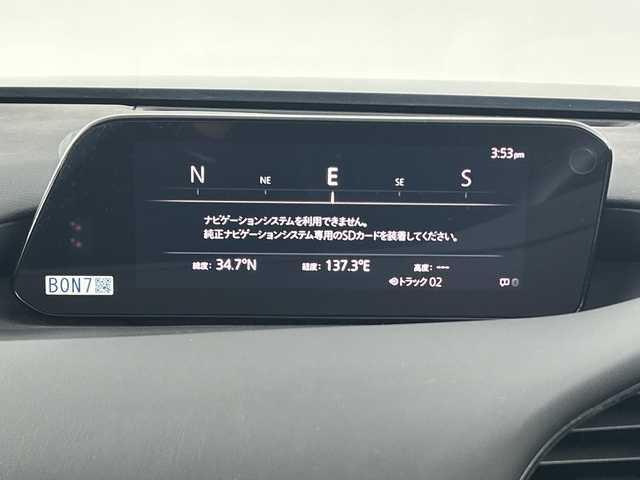 3:53pm
N NE E SE S
ナビゲーションシステムを利用できません。
純正ナビゲーションシステム専用のSDカードを装着してください。
緯度: 34.7°N 経度: 137.3°E 高度: ---
トラック 02
0
BON7